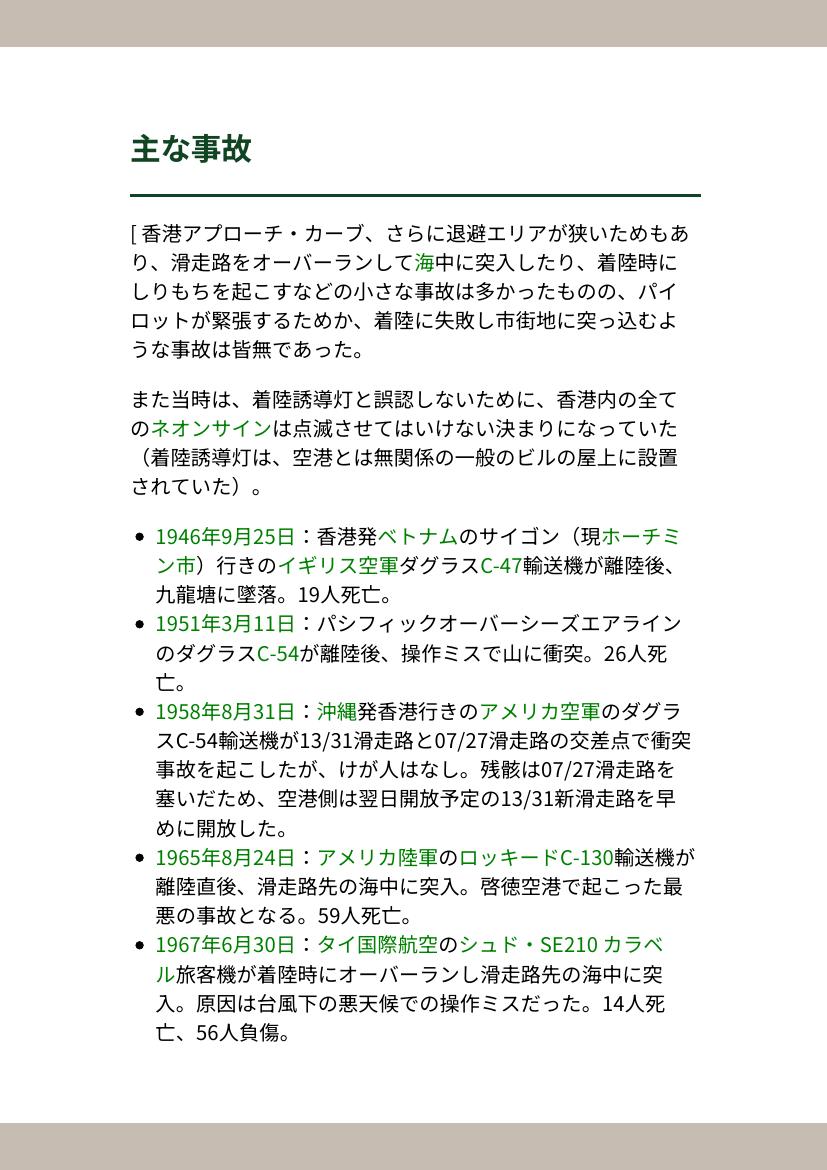 主な事故
[ 香港アプローチ・カーブ、さらに退避エリアが狭いためもあ
り、滑走路をオーバーランして海中に突入したり、着陸時に
しりもちを起こすなどの小さな事故は多かったものの、パイ
ロットが緊張するためか、着陸に失敗し市街地に突っ込むよ
うな事故は皆無であった。
また当時は、着陸誘導灯と誤認しないために、香港内の全て
のネオンサインは点滅させてはいけない決まりになっていた
（着陸誘導灯は、空港とは無関係の一般のビルの屋上に設置
されていた）。
• 1946年9月25日：香港発ベトナムのサイゴン（現ホーチミ
ン市）行きのイギリス空軍ダグラスC-47輸送機が離陸後、
九龍塘に墜落。19人死亡。
• 1951年3月11日：パシフィックオーバーシーズエアライン
のダグラスC-54が離陸後、操作ミスで山に衝突。26人死
亡。
• 1958年8月31日：沖縄発香港行きのアメリカ空軍のダグラ
スC-54輸送機が13/31滑走路と07/27滑走路の交差点で衝突
事故を起こしたが、けが人はなし。残骸は07/27滑走路を
塞いだため、空港側は翌日開放予定の13/31新滑走路を早
めに開放した。
• 1965年8月24日：アメリカ陸軍のロッキードC-130輸送機が
離陸直後、滑走路先の海中に突入。啓徳空港で起こった最
悪の事故となる。59人死亡。
• 1967年6月30日：タイ国際航空のシュド・SE210 カラベ
ル旅客機が着陸時にオーバーランし滑走路先の海中に突
入。原因は台風下の悪天候での操作ミスだった。14人死
亡、56人負傷。